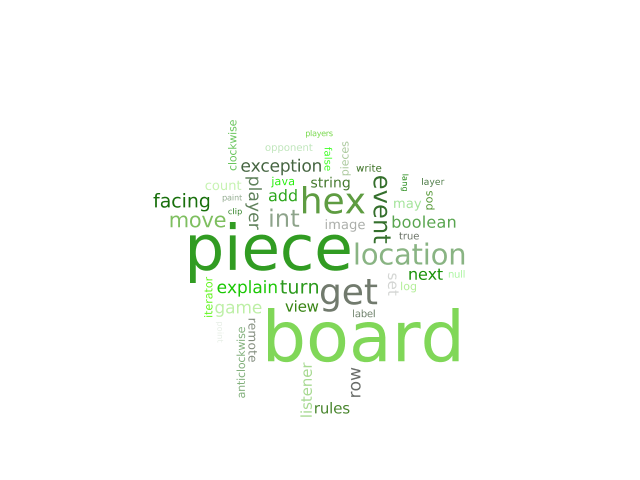 players
clockwise
opponent
false
pieces
exception
write
count
java
string
lang
layer
facing
paint
player
add
hex
event
pos
clip
move
int
image
may
boolean
true
piece
location
iterator
explain
turn
get
set
next
null
log
game
view
label
remote
board
anticlockwise
listener
row
rules